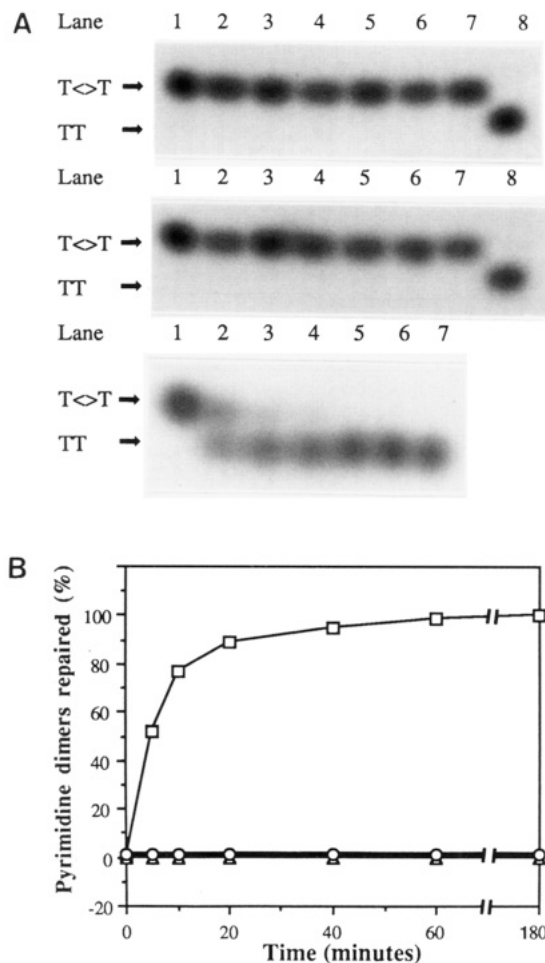 A
Lane 1 2 3 4 5 6 7 8
T<>T
TT
Lane 1 2 3 4 5 6 7 8
T<>T
TT
Lane 1 2 3 4 5 6 7
T<>T
TT
B
Pyrimidine dimers repaired (%)
100
80
60
40
20
0
-20
0 20 40 60 180
Time (minutes)